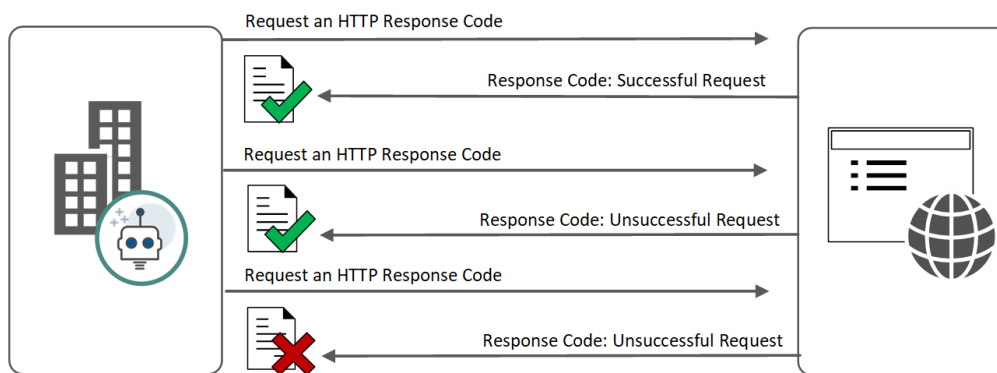 Request an HTTP Response Code
Response Code: Successful Request
Request an HTTP Response Code
Response Code: Unsuccessful Request
Request an HTTP Response Code
Response Code: Unsuccessful Request